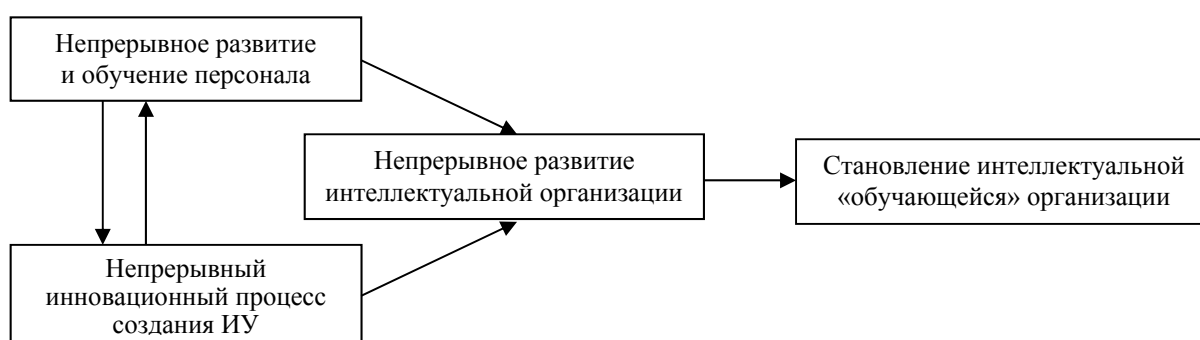 Непрерывное развитие
и обучение персонала
Непрерывное развитие
интеллектуальной организации
Становление интеллектуальной
«обучающейся» организации
Непрерывный
инновационный процесс
создания ИУ